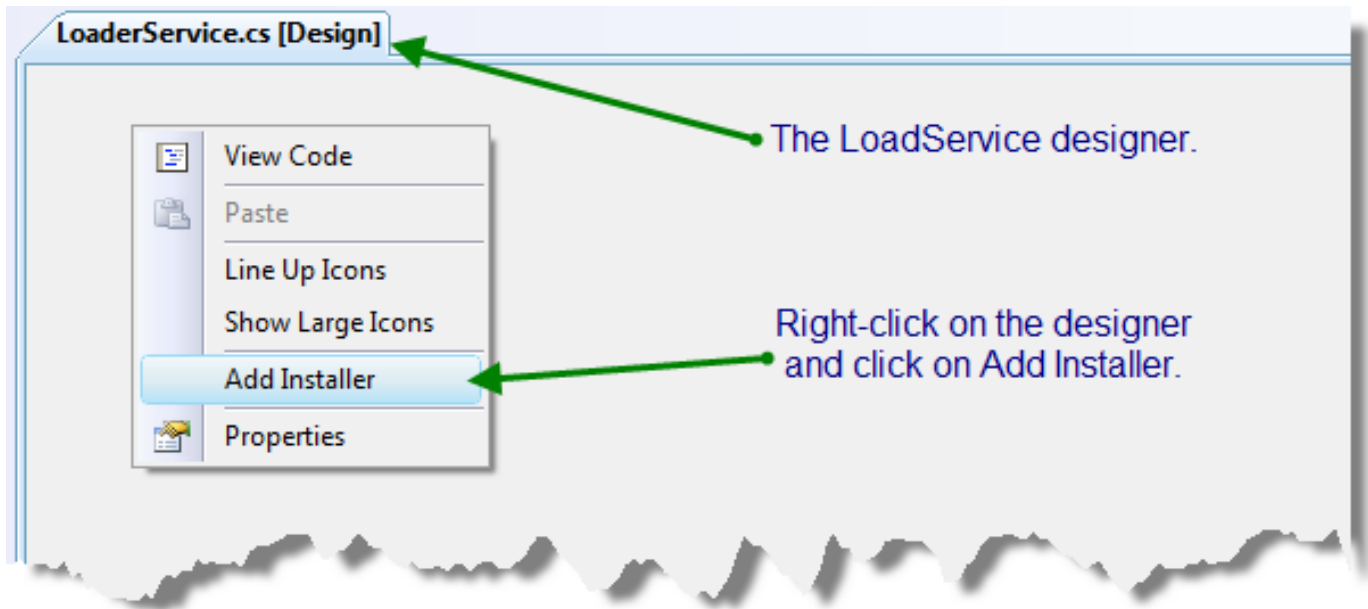 LoaderService.cs [Design]
View Code
The LoadService designer.
Paste
Line Up Icons
Show Large Icons
Right-click on the designer
and click on Add Installer.
Add Installer
Properties